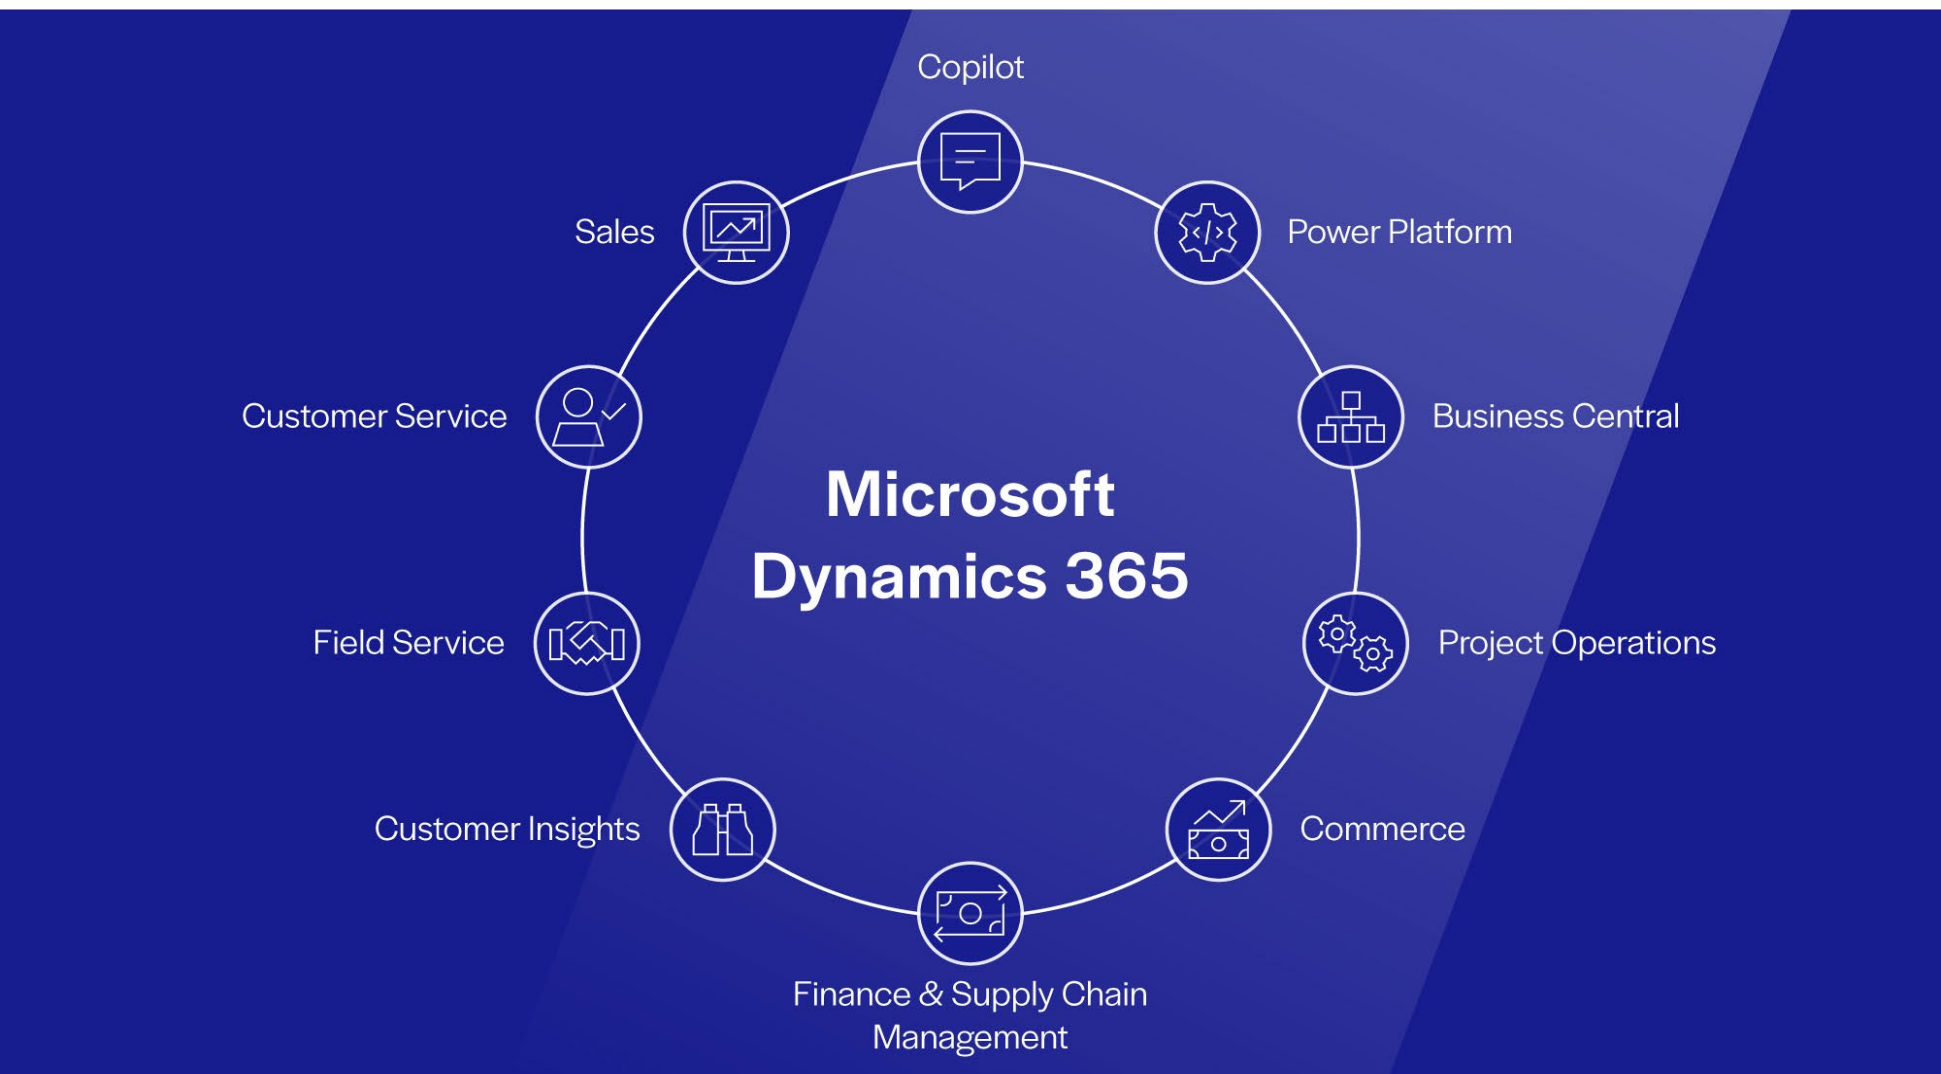 Copilot
Sales
Power Platform
Customer Service
Business Central
Microsoft
Dynamics 365
Field Service
Project Operations
Customer Insights
Commerce
Finance & Supply Chain
Management